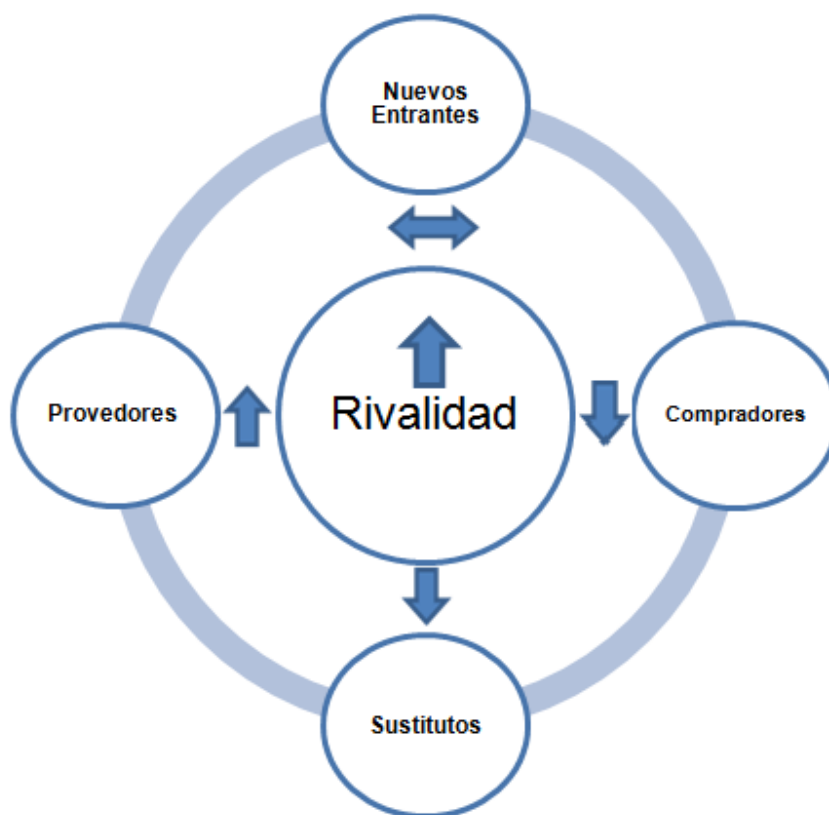 Nuevos
Entrantes
Provedores
Rivalidad
Compradores
Sustitutos